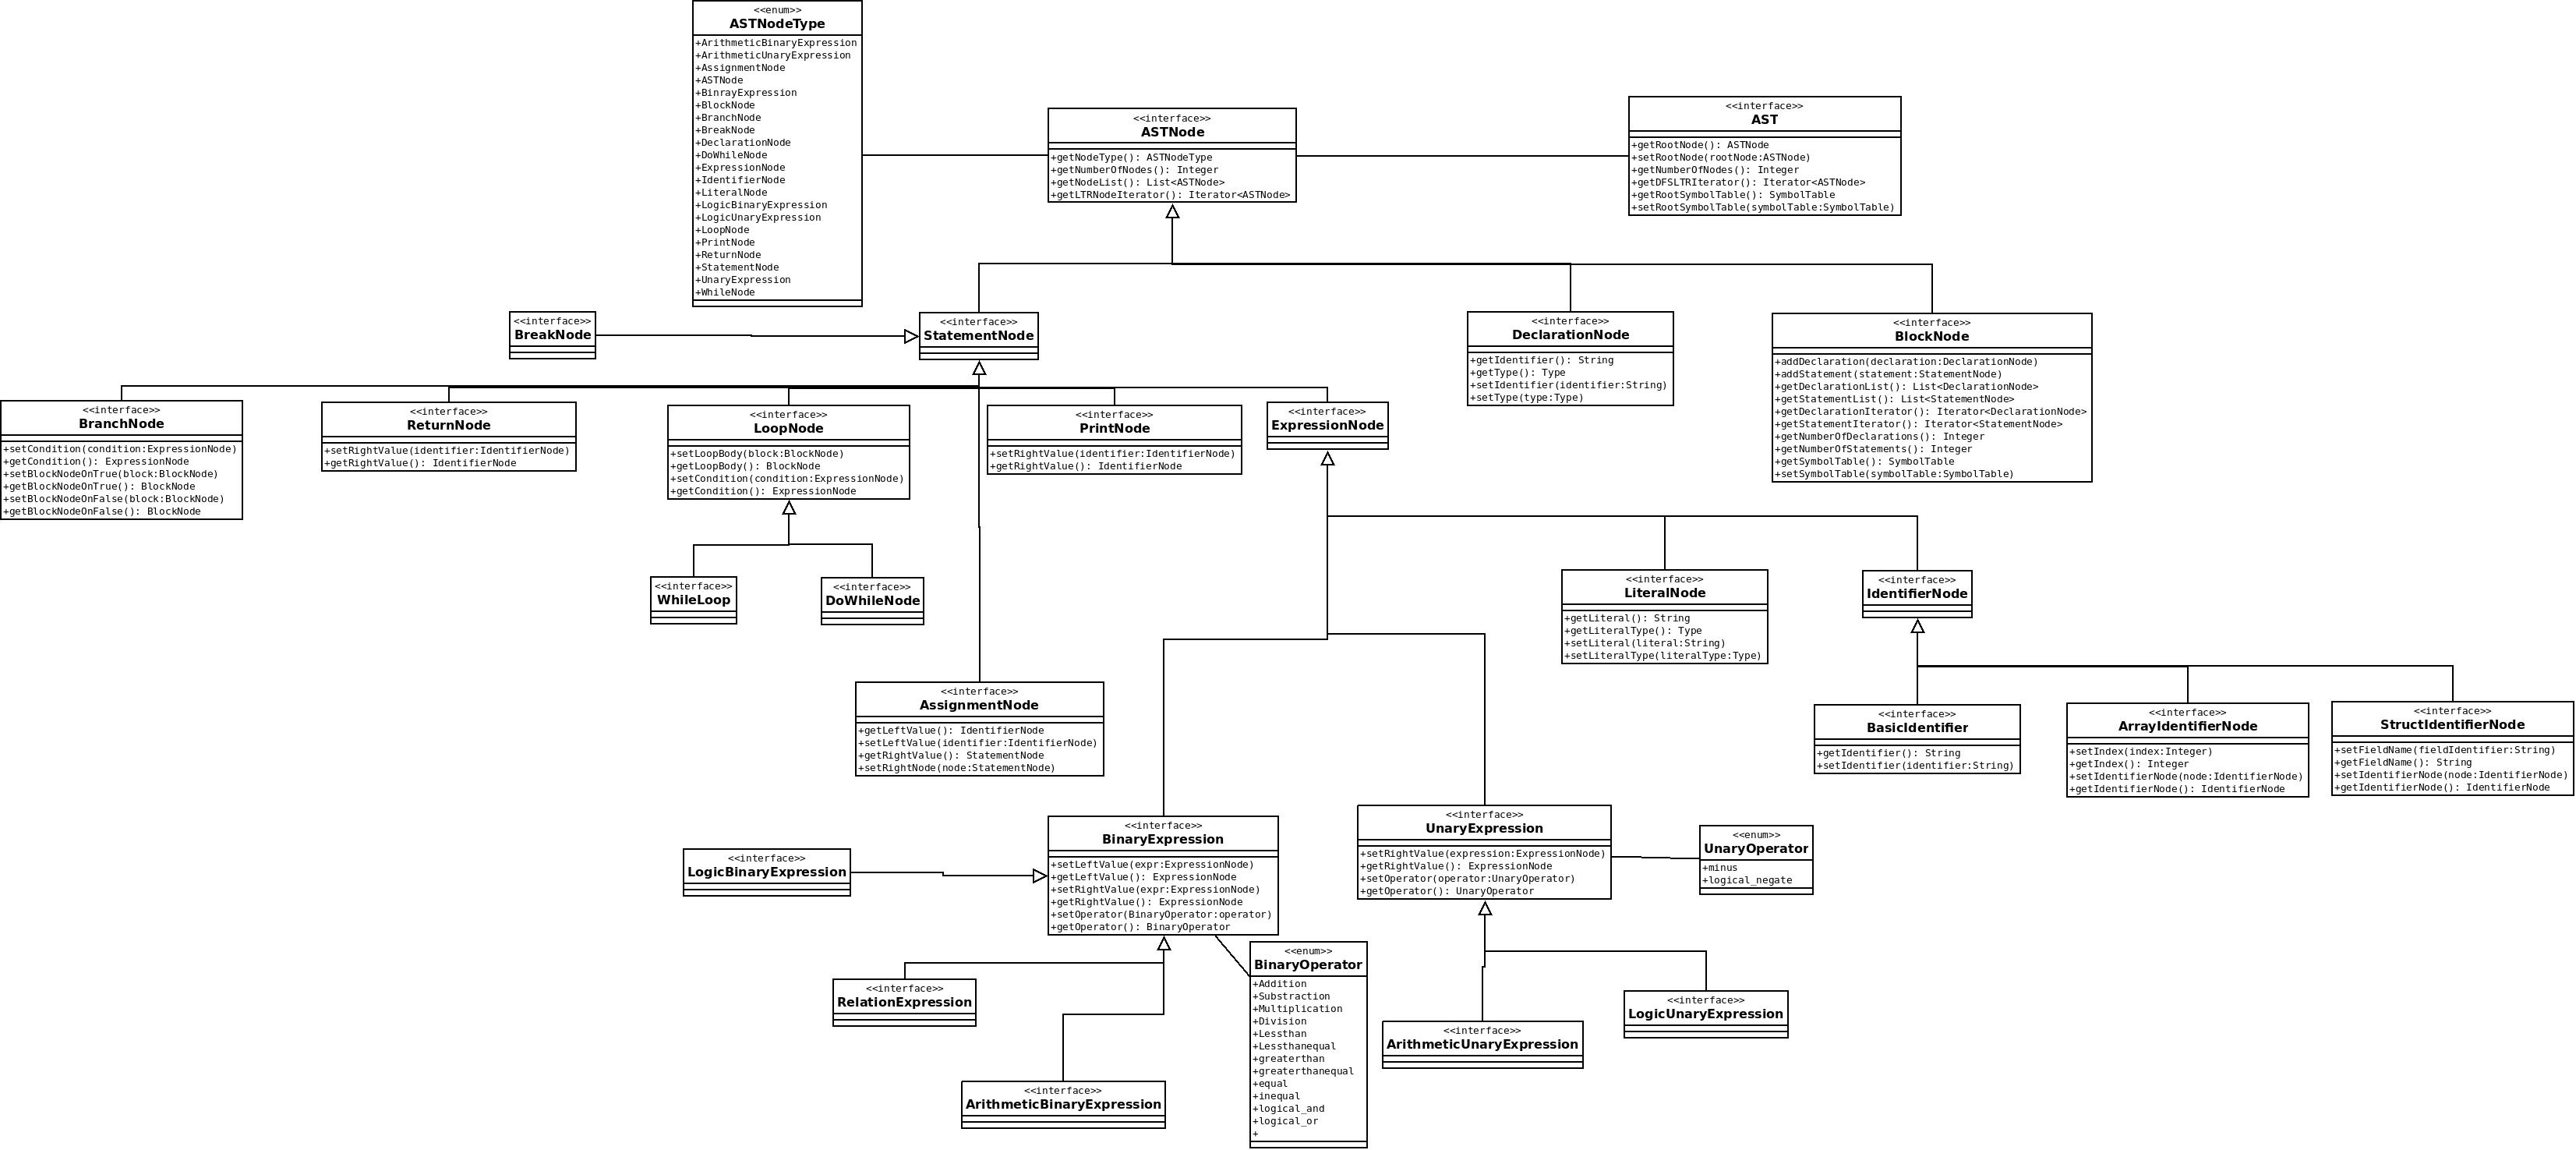 <<enum>>
ASTNodeType
+ArithmeticBinaryExpression
+ArithmeticUnaryExpression
+AssignmentNode
+ASTNode
+BinrayExpression
+BlockNode
+BranchNode
+BreakNode
+DeclarationNode
+DoWhileNode
+ExpressionNode
+IdentifierNode
+LiteralNode
+LogicBinaryExpression
+LogicUnaryExpression
+LoopNode
+PrintNode
+ReturnNode
+StatementNode
+UnaryExpression
+WhileNode
<<interface>>
ASTNode
+getNodeType(): ASTNodeType
+getNumberOfNodes(): Integer
+getNodeList(): List<ASTNode>
+getLTRNodeIterator(): Iterator<ASTNode>
<<interface>>
AST
+getRootNode(): ASTNode
+setRootNode(rootNode:ASTNode)
+getNumberOfNodes(): Integer
+getDFSLTRIterator(): Iterator<ASTNode>
+getRootSymbolTable(): SymbolTable
+setRootSymbolTable(symbolTable:SymbolTable)
<<interface>>
BreakNode
<<interface>>
StatementNode
<<interface>>
DeclarationNode
+getIdentifier(): String
+getType(): Type
+setIdentifier(identifier:String)
+setType(type:Type)
<<interface>>
BlockNode
+addDeclaration(declaration:DeclarationNode)
+addStatement(statement:StatementNode)
+getDeclarationList(): List<DeclarationNode>
+getStatementList(): List<StatementNode>
+getDeclarationIterator(): Iterator<DeclarationNode>
+getStatementIterator(): Iterator<StatementNode>
+getNumberOfDeclarations(): Integer
+getNumberOfStatements(): Integer
+getSymbolTable(): SymbolTable
+setSymbolTable(symbolTable:SymbolTable)
<<interface>>
BranchNode
+setCondition(condition:ExpressionNode)
+getCondition(): ExpressionNode
+setBlockNodeOnTrue(block:BlockNode)
+getBlockNodeOnTrue(): BlockNode
+setBlockNodeOnFalse(block:BlockNode)
+getBlockNodeOnFalse(): BlockNode
<<interface>>
ReturnNode
+setRightValue(identifier:IdentifierNode)
+getRightValue(): IdentifierNode
<<interface>>
LoopNode
+setLoopBody(block:BlockNode)
+getLoopBody(): BlockNode
+setCondition(condition:ExpressionNode)
+getCondition(): ExpressionNode
<<interface>>
PrintNode
+setRightValue(identifier:IdentifierNode)
+getRightValue(): IdentifierNode
<<interface>>
ExpressionNode
<<interface>>
WhileLoop
<<interface>>
DoWhileNode
<<interface>>
LiteralNode
+getLiteral(): String
+getLiteralType(): Type
+setLiteral(literal:String)
+setLiteralType(literalType:Type)
<<interface>>
IdentifierNode
<<interface>>
AssignmentNode
+getLeftValue(): IdentifierNode
+setLeftValue(identifier:IdentifierNode)
+getRightValue(): StatementNode
+setRightNode(node:StatementNode)
<<interface>>
BasicIdentifier
+getIdentifier(): String
+setIdentifier(identifier:String)
<<interface>>
ArrayIdentifierNode
+setIndex(index:Integer)
+getIndex(): Integer
+setIdentifierNode(node:IdentifierNode)
+getIdentifierNode(): IdentifierNode
<<interface>>
StructIdentifierNode
+setFieldName(fieldIdentifier:String)
+getFieldName(): String
+setIdentifierNode(node:IdentifierNode)
+getIdentifierNode(): IdentifierNode
<<interface>>
LogicBinaryExpression
<<interface>>
BinaryExpression
+setLeftValue(expr:ExpressionNode)
+getLeftValue(): ExpressionNode
+setRightValue(expr:ExpressionNode)
+getRightValue(): ExpressionNode
+setOperator(BinaryOperator:operator)
+getOperator(): BinaryOperator
<<interface>>
UnaryExpression
+setRightValue(expression:ExpressionNode)
+getRightValue(): ExpressionNode
+setOperator(operator:UnaryOperator)
+getOperator(): UnaryOperator
<<enum>>
UnaryOperator
+minus
+logical_negate
<<interface>>
RelationExpression
<<enum>>
BinaryOperator
+Addition
+Substraction
+Multiplication
+Division
+Lessthan
+Lessthanequal
+greaterthan
+greaterthanequal
+equal
+inequal
+logical_and
+logical_or
+
<<interface>>
LogicUnaryExpression
<<interface>>
ArithmeticUnaryExpression
<<interface>>
ArithmeticBinaryExpression